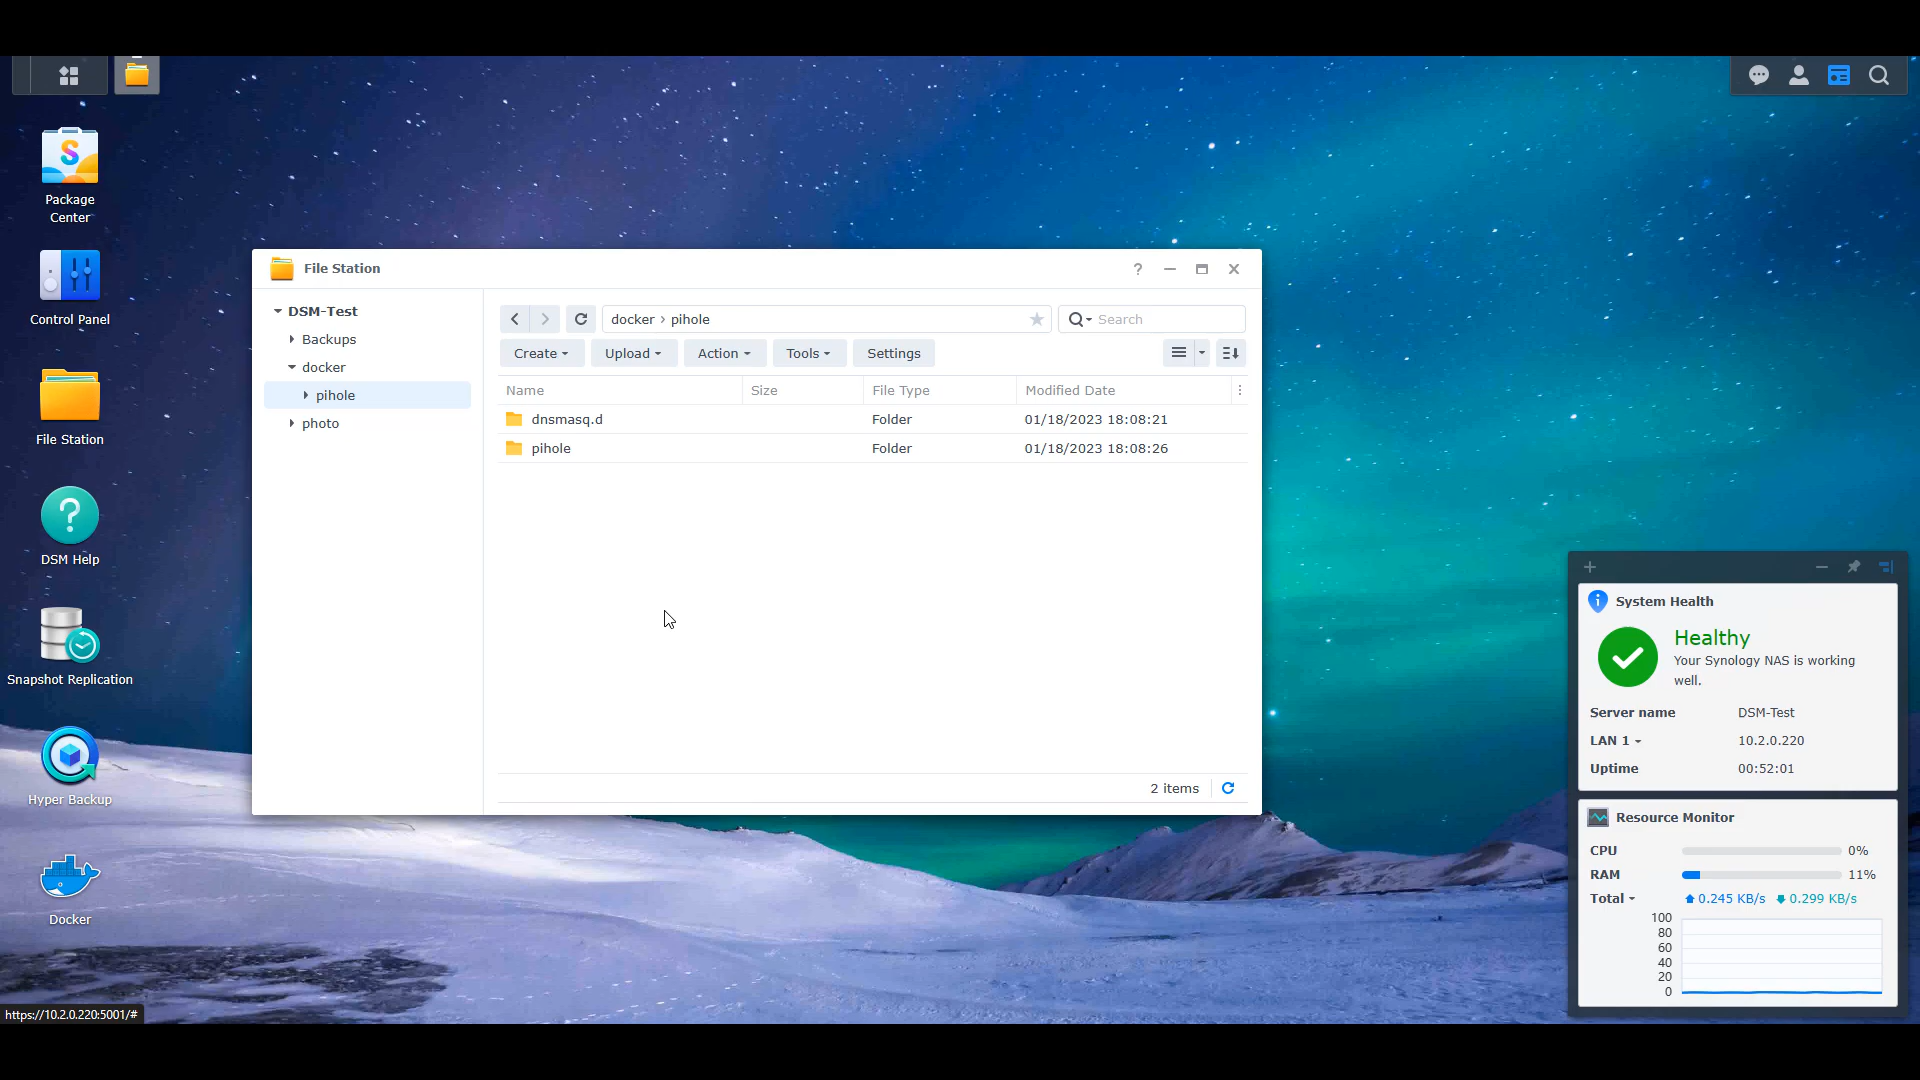 Package
Center
Control Panel
File Station
DSM Help
Snapshot Replication
Hyper Backup
Docker
File Station
DSM-Test
Backups
docker
pihole
photo
docker › pihole
Search
Create
Upload
Action
Tools
Settings
Name Size File Type Modified Date
dnsmasq.d Folder 01/18/2023 18:08:21
pihole Folder 01/18/2023 18:08:26
2 items
System Health
Healthy
Your Synology NAS is working
well.
Server name DSM-Test
LAN 1 10.2.0.220
Uptime 00:52:01
Resource Monitor
CPU 0%
RAM 11%
Total 0.245 KB/s 0.299 KB/s
100
80
60
40
20
0
https://10.2.0.220:5001/#